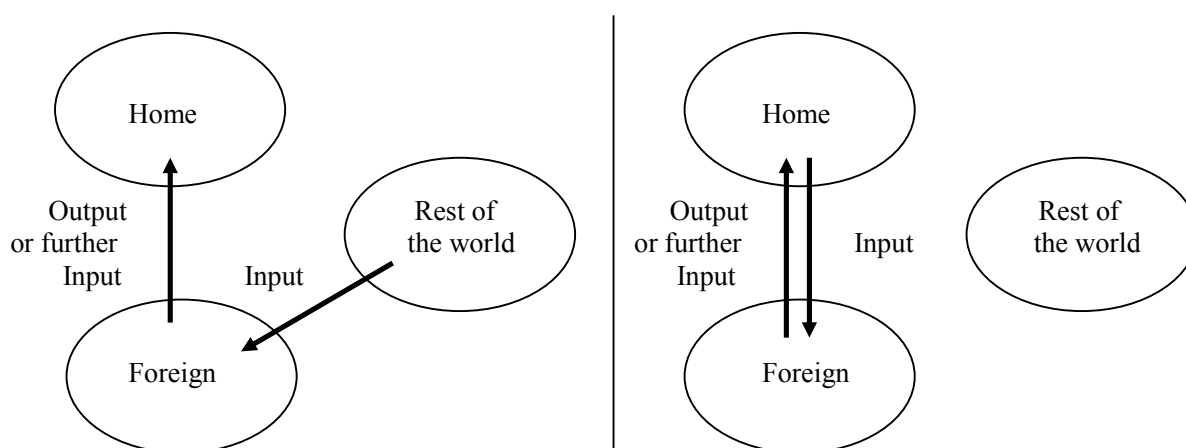 Home
Rest of
the world
Output
or further
Input
Input
Foreign
Home
Rest of
the world
Output
or further
Input
Input
Foreign